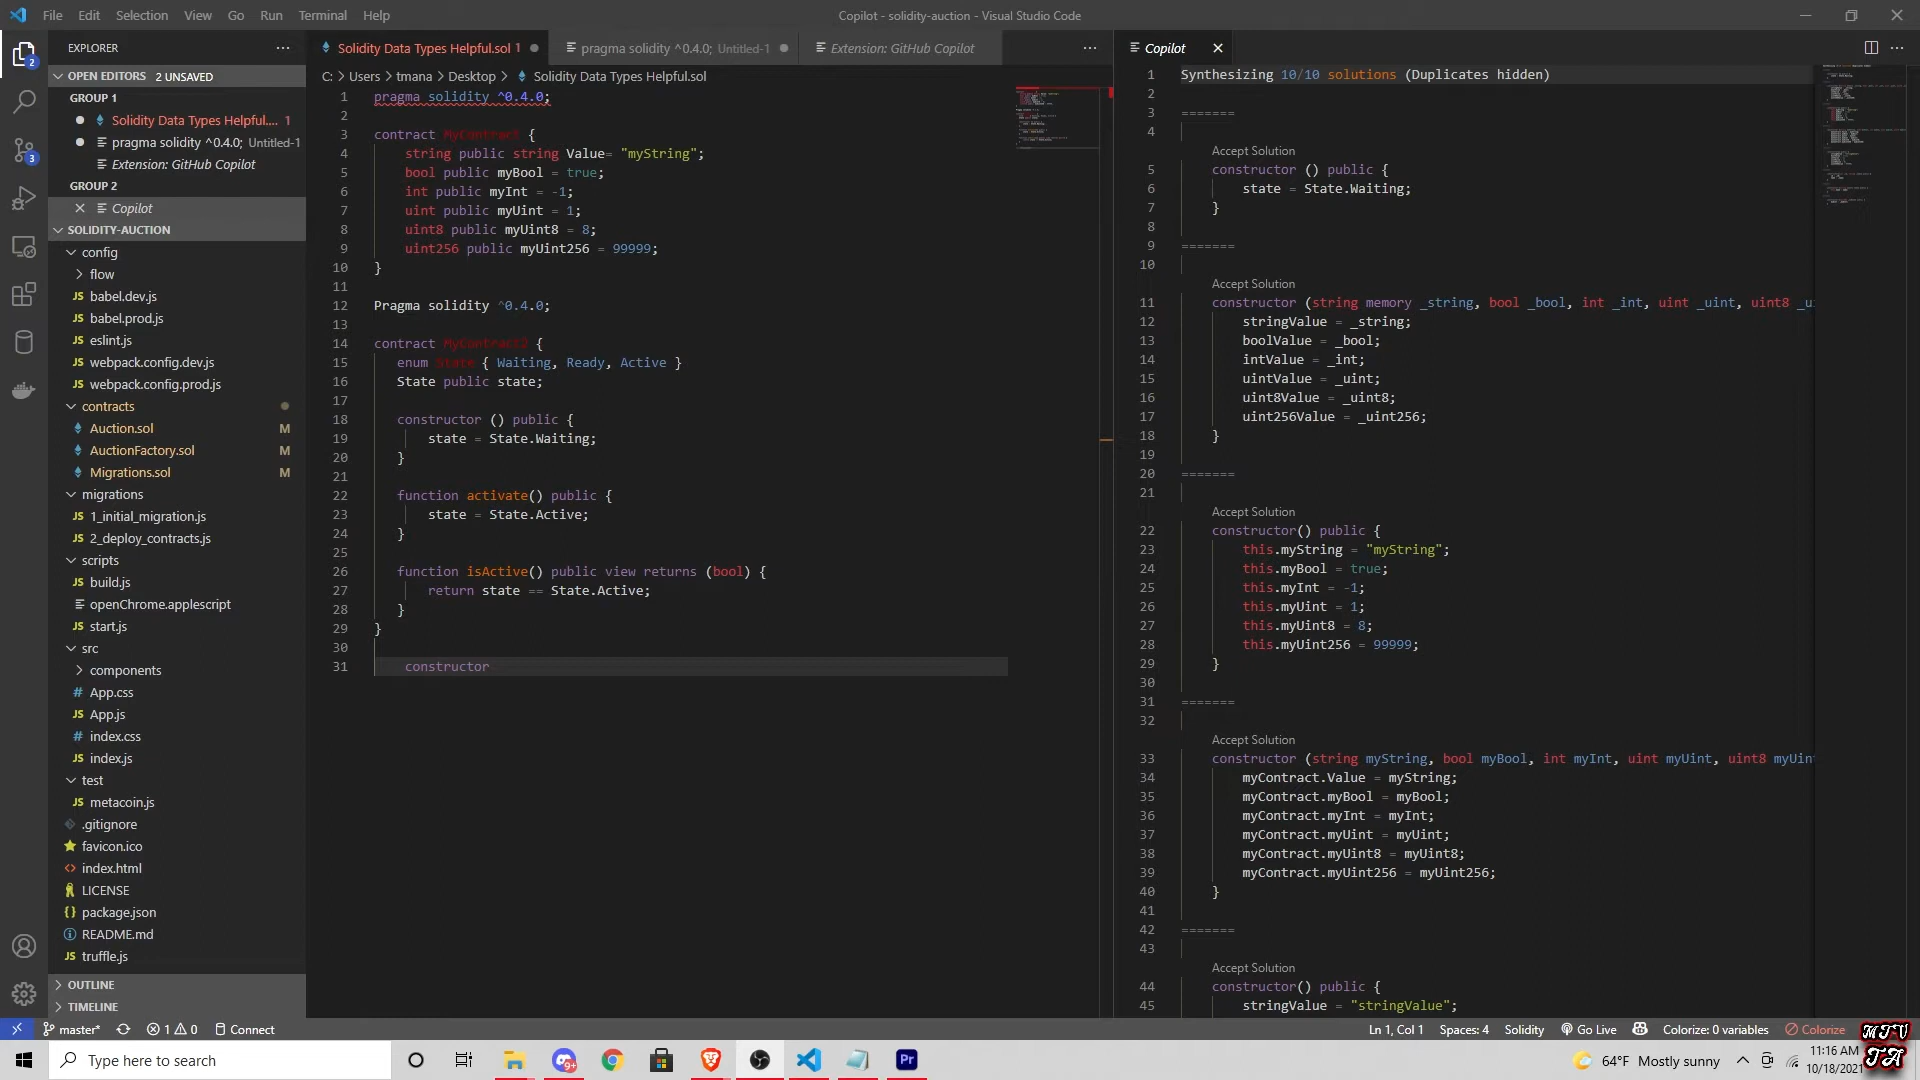 File Edit Selection View Go Run Terminal Help
Copilot - solidity-auction - Visual Studio Code
EXPLORER
OPEN EDITORS 2 UNSAVED
GROUP 1
Solidity Data Types Helpful.... 1
pragma solidity ^0.4.0; Untitled-1
Extension: GitHub Copilot
GROUP 2
Copilot
SOLIDITY-AUCTION
config
flow
JS babel.dev.js
JS babel.prod.js
JS eslint.js
JS webpack.config.dev.js
JS webpack.config.prod.js
contracts
Auction.sol M
AuctionFactory.sol M
Migrations.sol M
migrations
JS 1_initial_migration.js
JS 2_deploy_contracts.js
scripts
JS build.js
openChrome.applescript
JS start.js
src
components
# App.css
JS App.js
# index.css
JS index.js
test
JS metacoin.js
.gitignore
favicon.ico
index.html
LICENSE
package.json
README.md
JS truffle.js
OUTLINE
TIMELINE
2
3
Solidity Data Types Helpful.sol 1
pragma solidity ^0.4.0; Untitled-1
Extension: GitHub Copilot
C: > Users > tmana > Desktop > Solidity Data Types Helpful.sol
1 pragma solidity ^0.4.0;
2
3 contract MyContract {
4 string public string Value= "myString";
5 bool public myBool = true;
6 int public myInt = -1;
7 uint public myUint = 1;
8 uint8 public myUint8 = 8;
9 uint256 public myUint256 = 99999;
10 }
11
12 Pragma solidity ^0.4.0;
13
14 contract MyContract2 {
15 enum State { Waiting, Ready, Active }
16 State public state;
17
18 constructor () public {
19 state = State.Waiting;
20 }
21
22 function activate() public {
23 state = State.Active;
24 }
25
26 function isActive() public view returns (bool) {
27 return state == State.Active;
28 }
29 }
30
31 constructor
Copilot
1 Synthesizing 10/10 solutions (Duplicates hidden)
2
3 =======
4
Accept Solution
5 constructor () public {
6 state = State.Waiting;
7 }
8
9 =======
10
Accept Solution
11 constructor (string memory _string, bool _bool, int _int, uint _uint, uint8 _u
12 stringValue = _string;
13 boolValue = _bool;
14 intValue = _int;
15 uintValue = _uint;
16 uint8Value = _uint8;
17 uint256Value = _uint256;
18 }
19
20 =======
21
Accept Solution
22 constructor() public {
23 this.myString = "myString";
24 this.myBool = true;
25 this.myInt = -1;
26 this.myUint = 1;
27 this.myUint8 = 8;
28 this.myUint256 = 99999;
29 }
30
31 =======
32
Accept Solution
33 constructor (string myString, bool myBool, int myInt, uint myUint, uint8 myUin
34 myContract.Value = myString;
35 myContract.myBool = myBool;
36 myContract.myInt = myInt;
37 myContract.myUint = myUint;
38 myContract.myUint8 = myUint8;
39 myContract.myUint256 = myUint256;
40 }
41
42 =======
43
Accept Solution
44 constructor() public {
45 stringValue = "stringValue";
master* 1 0 Connect
Ln 1, Col 1 Spaces: 4 Solidity Go Live Colorize: 0 variables Colorize
MTV
TA
Type here to search
9+
Pr
64°F Mostly sunny
11:16 AM
10/18/2021